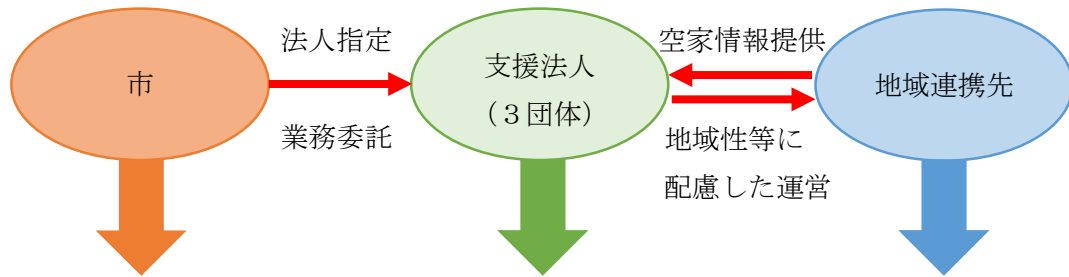 市
法人指定
業務委託
支援法人
（３団体）
空家情報提供
地域性等に
配慮した運営
地域連携先